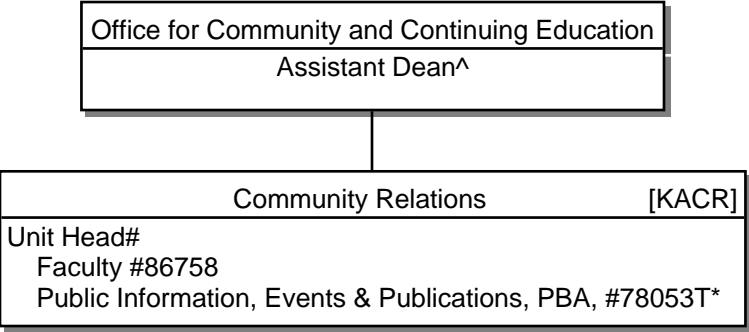 Office for Community and Continuing Education
Assistant Dean^
Community Relations [KACR]
Unit Head#
Faculty #86758
Public Information, Events & Publications, PBA, #78053T*